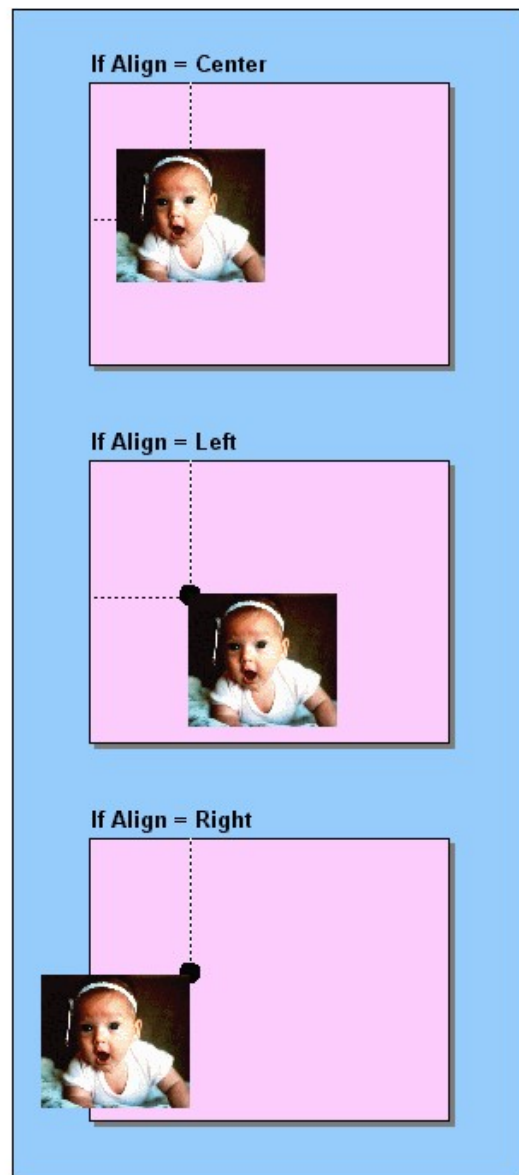 If Align = Center
If Align = Left
If Align = Right